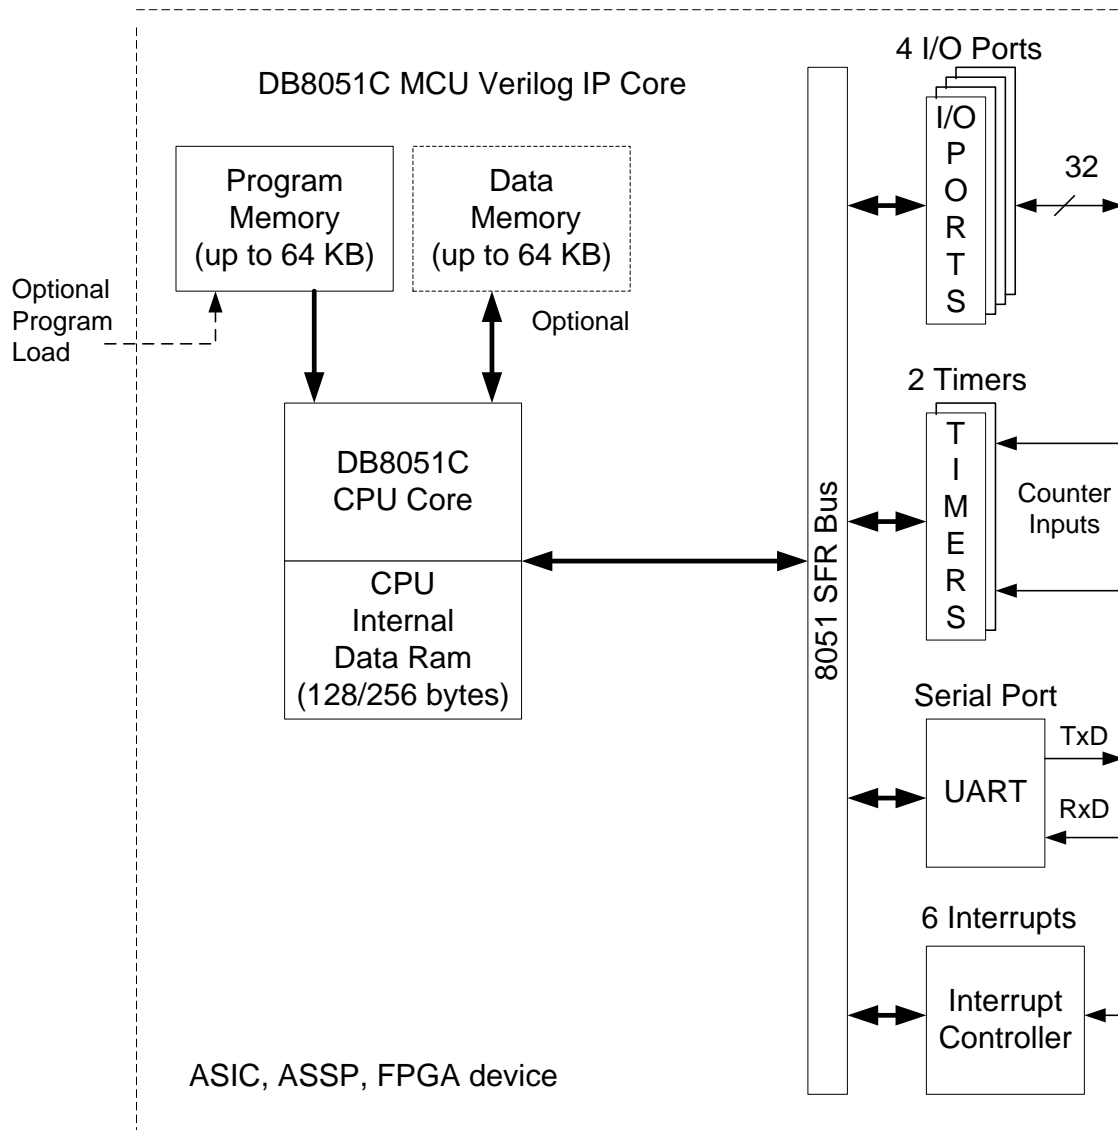 DB8051C MCU Verilog IP Core
Program
Memory
(up to 64 KB)
Data
Memory
(up to 64 KB)
Optional
Program
Load
Optional
DB8051C
CPU Core
CPU
Internal
Data Ram
(128/256 bytes)
8051 SFR Bus
4 I/O Ports
I/O
P
O
R
T
S
32
2 Timers
T
I
M
E
R
S
Counter
Inputs
Serial Port
UART
TxD
RxD
6 Interrupts
Interrupt
Controller
ASIC, ASSP, FPGA device